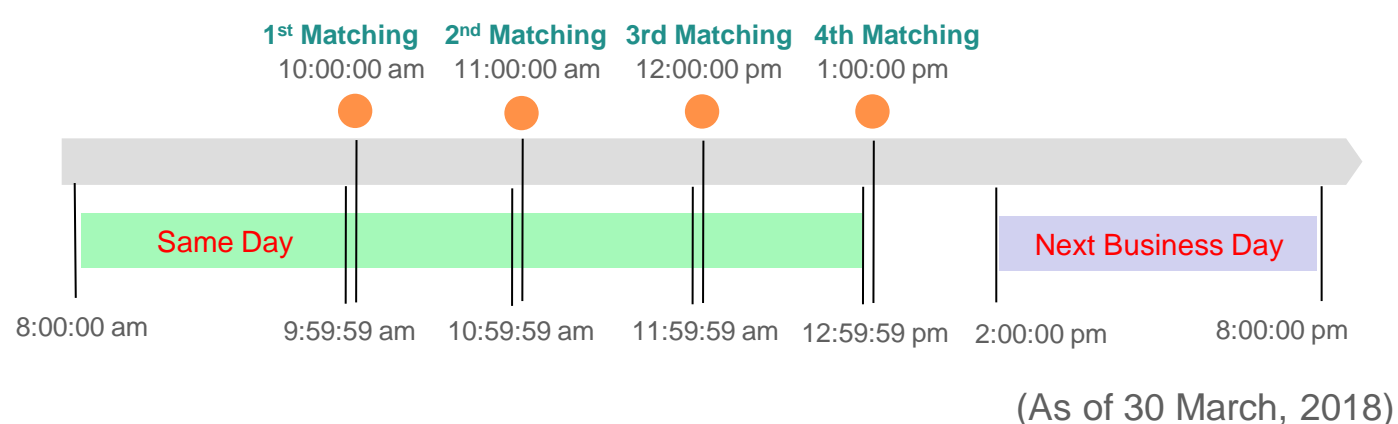 1st Matching 2nd Matching 3rd Matching 4th Matching
10:00:00 am 11:00:00 am 12:00:00 pm 1:00:00 pm
Same Day Next Business Day
8:00:00 am 9:59:59 am 10:59:59 am 11:59:59 am 12:59:59 pm 2:00:00 pm 8:00:00 pm
(As of 30 March, 2018)